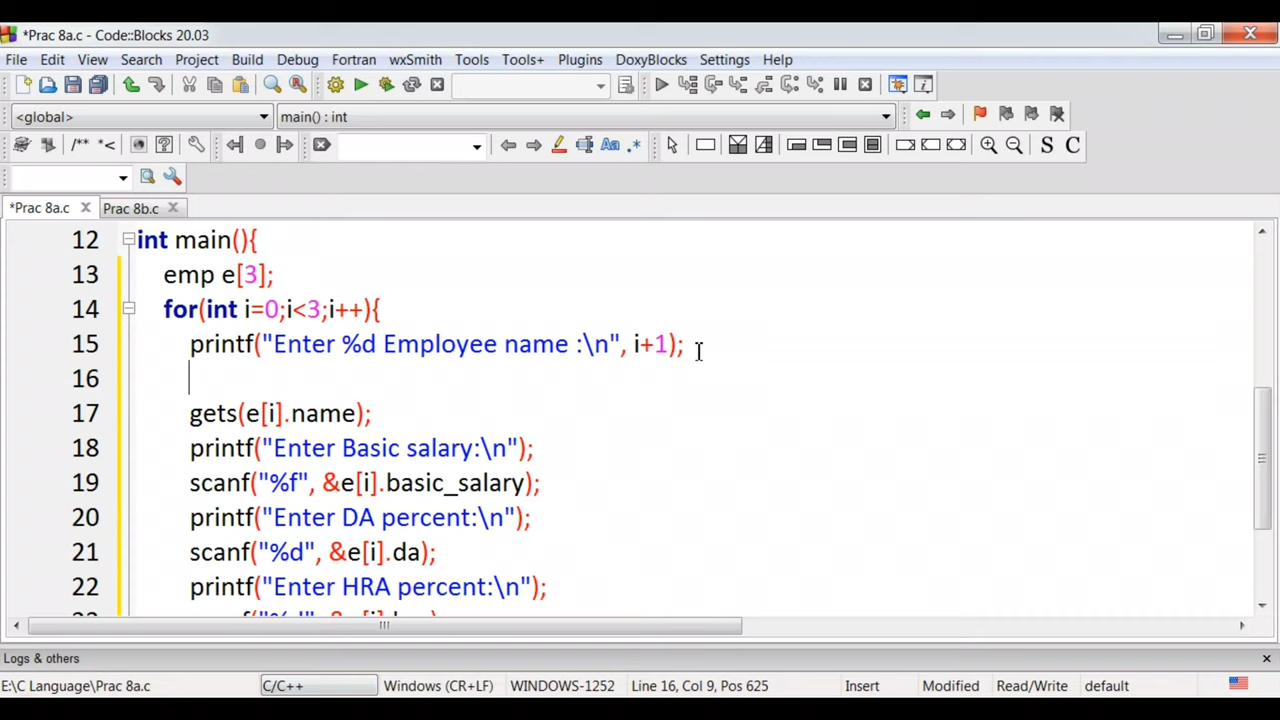 *Prac 8a.c - Code::Blocks 20.03
File Edit View Search Project Build Debug Fortran wxSmith Tools Tools+ Plugins DoxyBlocks Settings Help
<global> main() : int
/** *<
Aa .* S C
*Prac 8a.c Prac 8b.c
12 int main(){
13 emp e[3];
14 for(int i=0;i<3;i++){
15 printf("Enter %d Employee name :\n", i+1);
16
17 gets(e[i].name);
18 printf("Enter Basic salary:\n");
19 scanf("%f", &e[i].basic_salary);
20 printf("Enter DA percent:\n");
21 scanf("%d", &e[i].da);
22 printf("Enter HRA percent:\n");
Logs & others
E:\C Language\Prac 8a.c C/C++ Windows (CR+LF) WINDOWS-1252 Line 16, Col 9, Pos 625 Insert Modified Read/Write default